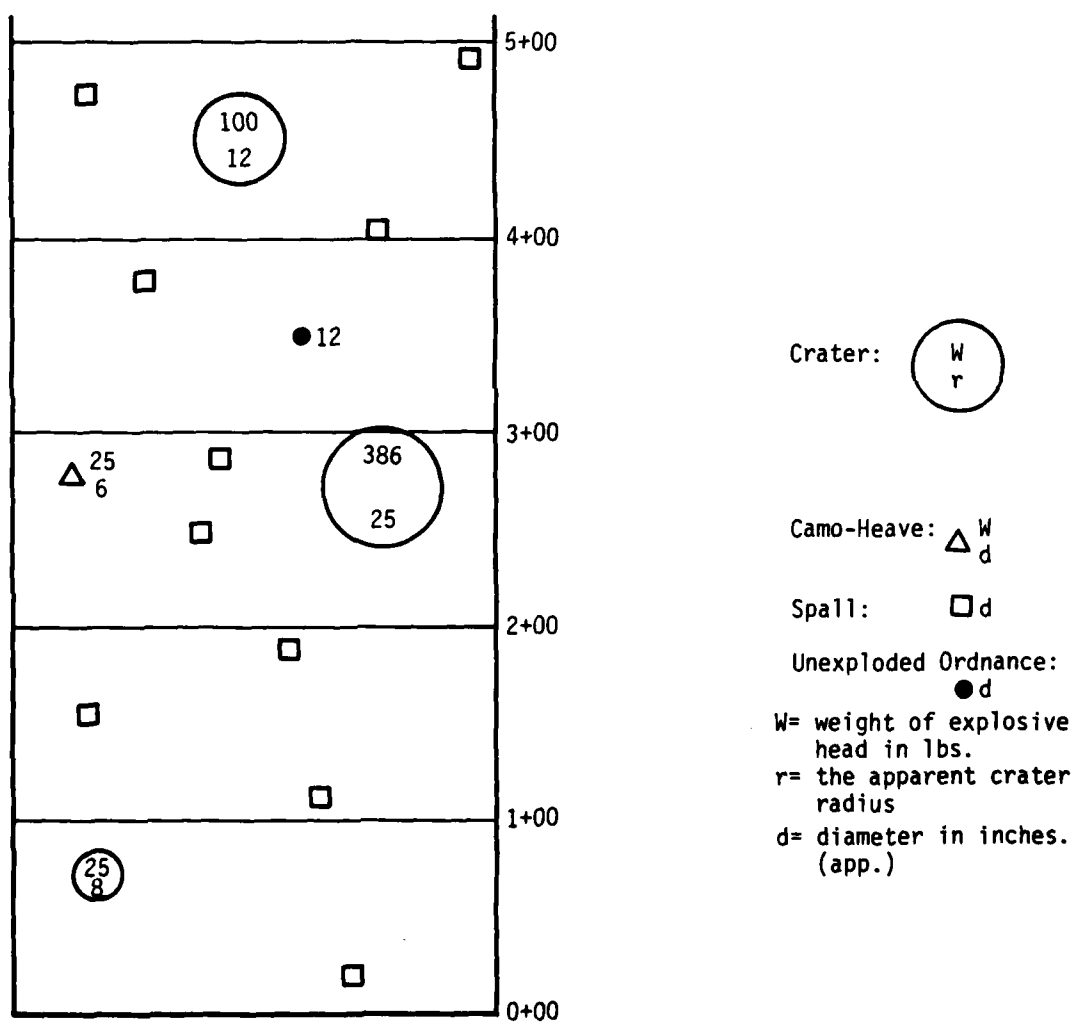 5+00
100
12
4+00
12
3+00
25
6
386
25
2+00
1+00
25
8
0+00
Crater:
W
r
Camo-Heave:
W
d
Spall:
d
Unexploded Ordnance:
d
W= weight of explosive
head in lbs.
r= the apparent crater
radius
d= diameter in inches.
(app.)